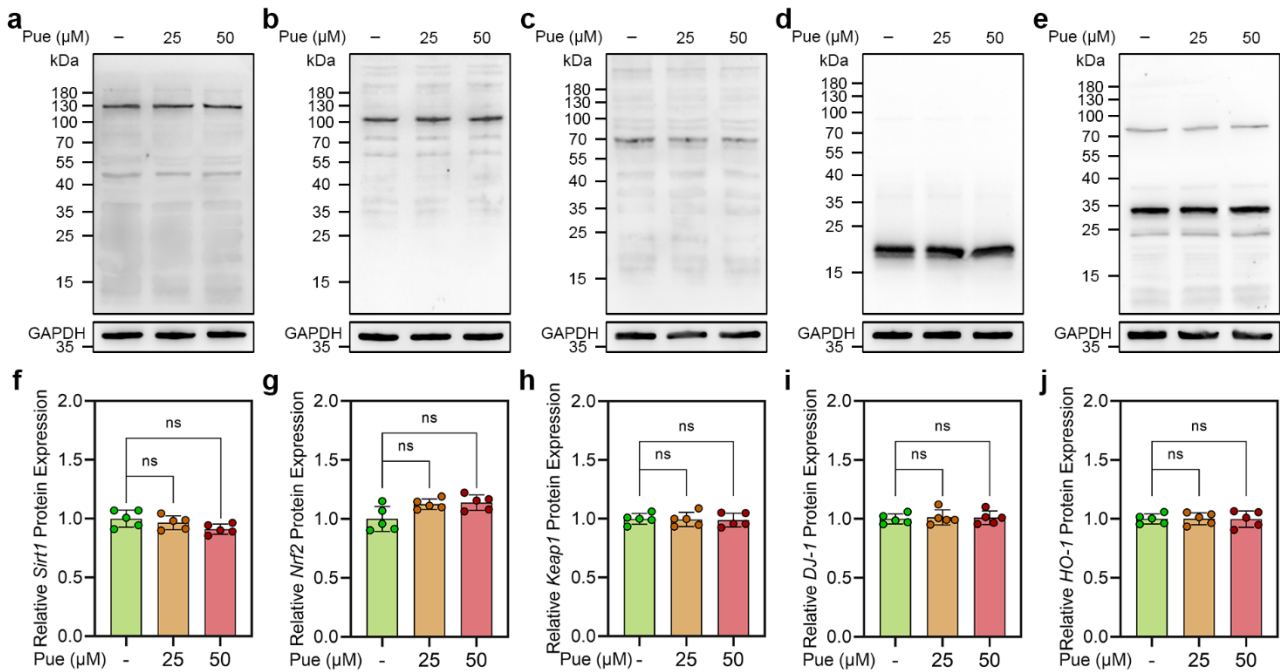 a
Pue (μM) – 25 50
kDa
180
130
100
70
55
40
35
25
15
GAPDH
35
b
Pue (μM) – 25 50
kDa
180
130
100
70
55
40
35
25
15
GAPDH
35
c
Pue (μM) – 25 50
kDa
180
130
100
70
55
40
35
25
15
GAPDH
35
d
Pue (μM) – 25 50
kDa
180
130
100
70
55
40
35
25
15
GAPDH
35
e
Pue (μM) – 25 50
kDa
180
130
100
70
55
40
35
25
15
GAPDH
35
f
Relative Sirt1 Protein Expression
2.0
1.5
1.0
0.5
0.0
ns
ns
Pue (μM) - 25 50
g
Relative Nrf2 Protein Expression
2.0
1.5
1.0
0.5
0.0
ns
ns
Pue (μM) - 25 50
h
Relative Keap1 Protein Expression
2.0
1.5
1.0
0.5
0.0
ns
ns
Pue (μM) - 25 50
i
Relative DJ-1 Protein Expression
2.0
1.5
1.0
0.5
0.0
ns
ns
Pue (μM) - 25 50
j
Relative HO-1 Protein Expression
2.0
1.5
1.0
0.5
0.0
ns
ns
Pue (μM) - 25 50